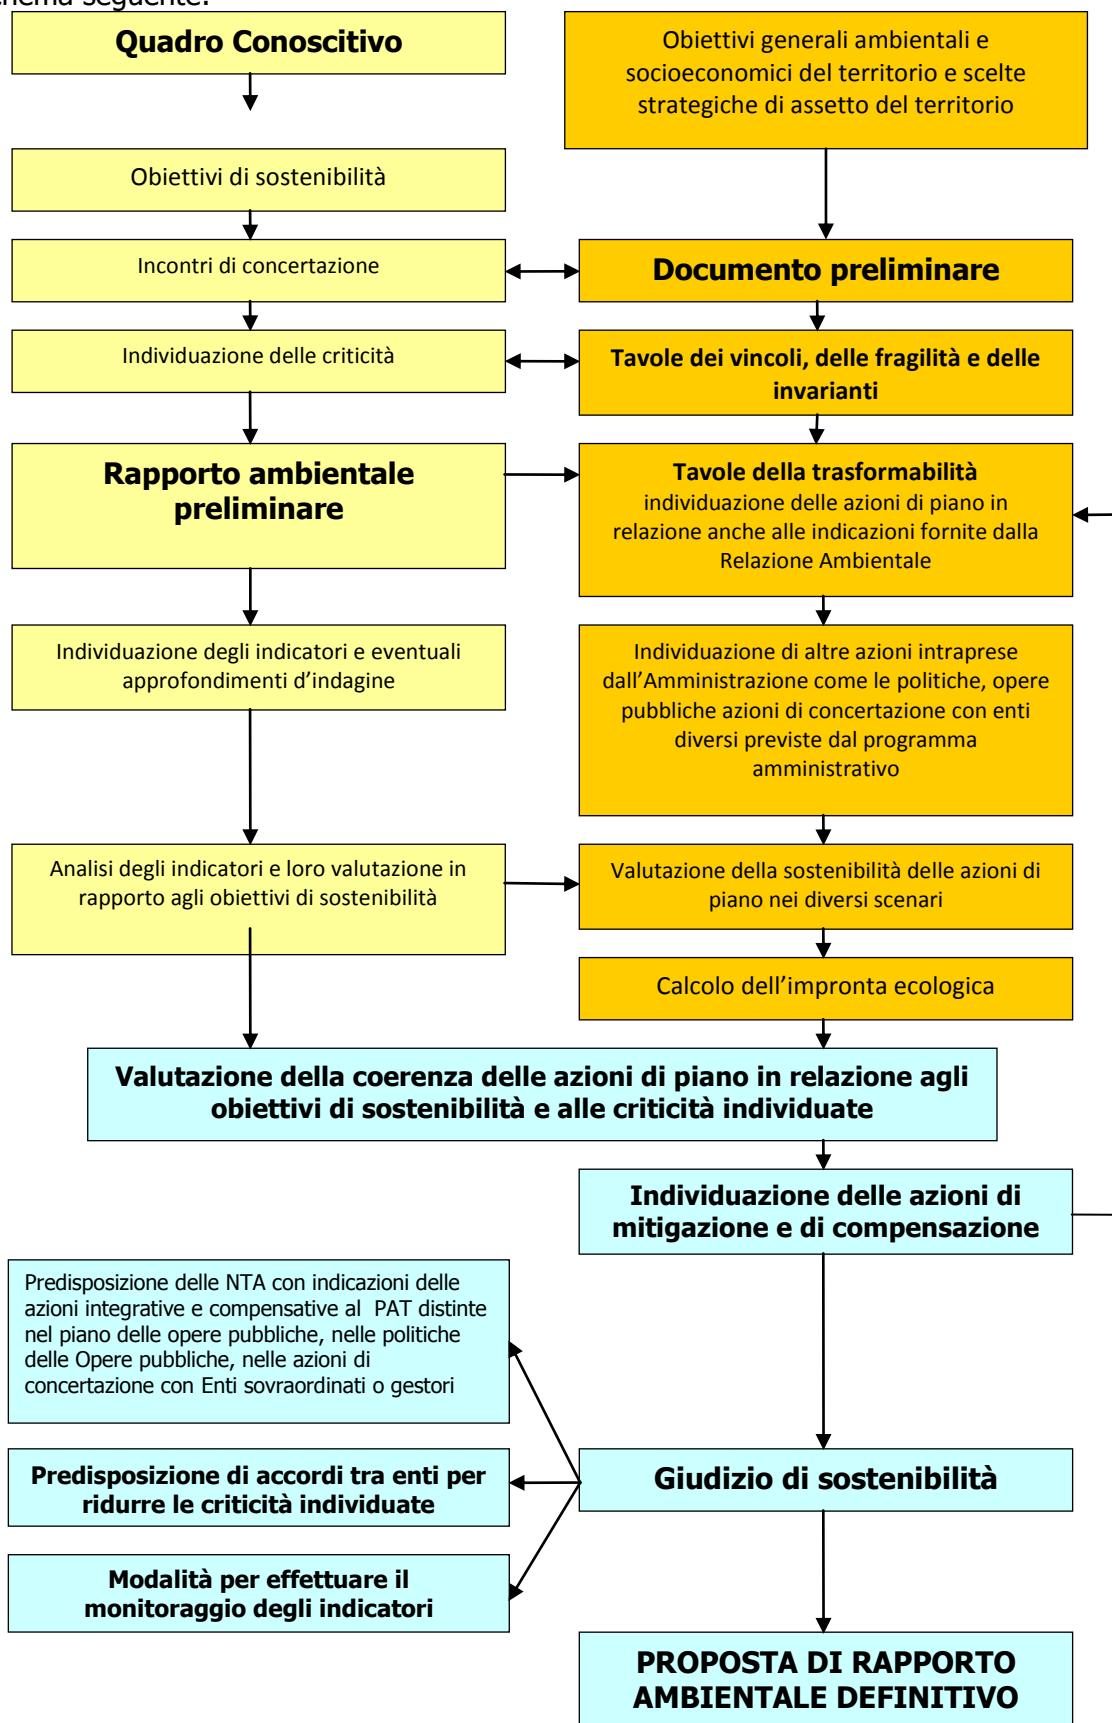 chema seguente:
Quadro Conoscitivo
Obiettivi generali ambientali e
socioeconomici del territorio e scelte
strategiche di assetto del territorio
Obiettivi di sostenibilità
Incontri di concertazione
Documento preliminare
Individuazione delle criticità
Tavole dei vincoli, delle fragilità e delle
invarianti
Rapporto ambientale
preliminare
Tavole della trasformabilità
individuazione delle azioni di piano in
relazione anche alle indicazioni fornite dalla
Relazione Ambientale
Individuazione degli indicatori e eventuali
approfondimenti d’indagine
Individuazione di altre azioni intraprese
dall’Amministrazione come le politiche, opere
pubbliche azioni di concertazione con enti
diversi previste dal programma
amministrativo
Analisi degli indicatori e loro valutazione in
rapporto agli obiettivi di sostenibilità
Valutazione della sostenibilità delle azioni di
piano nei diversi scenari
Calcolo dell’impronta ecologica
Valutazione della coerenza delle azioni di piano in relazione agli
obiettivi di sostenibilità e alle criticità individuate
Individuazione delle azioni di
mitigazione e di compensazione
Predisposizione delle NTA con indicazioni delle
azioni integrative e compensative al  PAT distinte
nel piano delle opere pubbliche, nelle politiche
delle Opere pubbliche, nelle azioni di
concertazione con Enti sovraordinati o gestori
Predisposizione di accordi tra enti per
ridurre le criticità individuate
Giudizio di sostenibilità
Modalità per effettuare il
monitoraggio degli indicatori
PROPOSTA DI RAPPORTO
AMBIENTALE DEFINITIVO